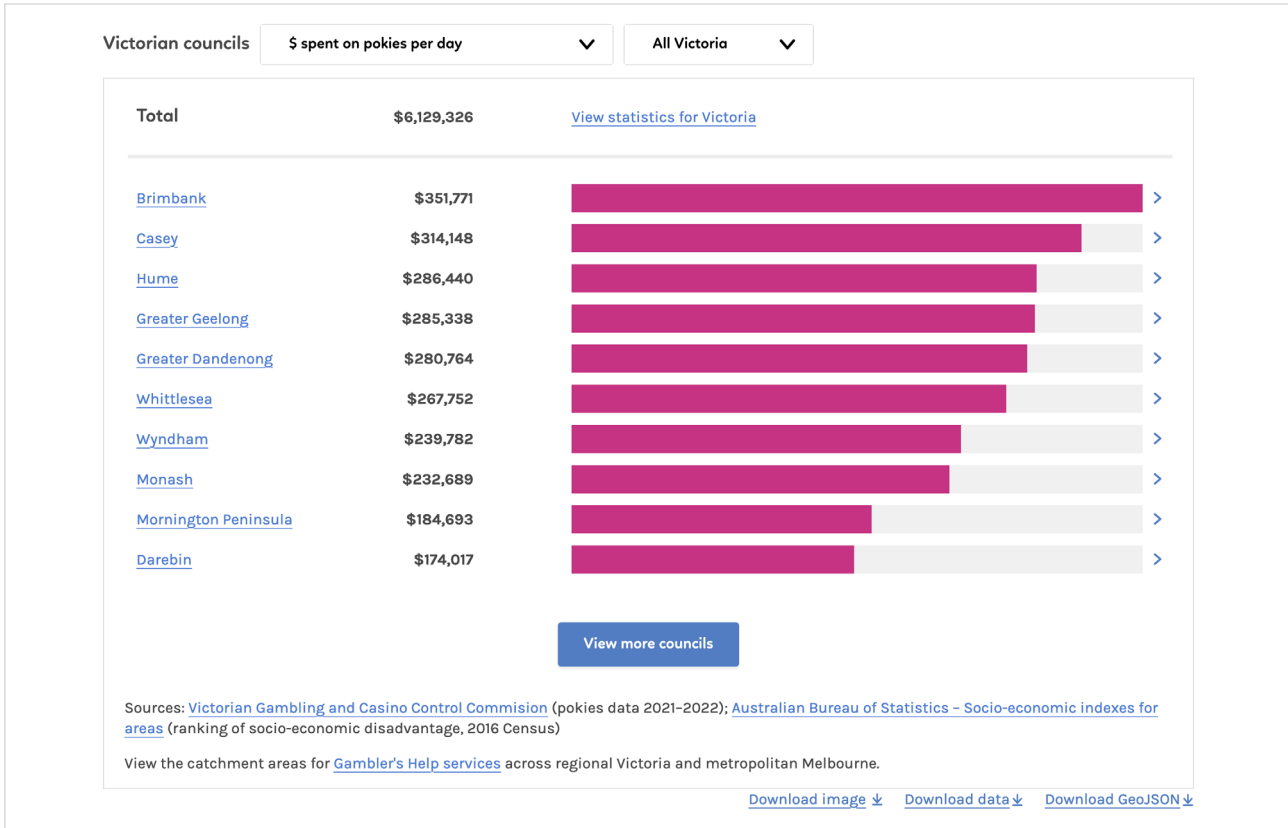 Victorian councils $ spent on pokies per day All Victoria
Total $6,129,326 View statistics for Victoria
Brimbank $351,771
Casey $314,148
Hume $286,440
Greater Geelong $285,338
Greater Dandenong $280,764
Whittlesea $267,752
Wyndham $239,782
Monash $232,689
Mornington Peninsula $184,693
Darebin $174,017
View more councils
Sources: Victorian Gambling and Casino Control Commision (pokies data 2021–2022); Australian Bureau of Statistics – Socio-economic indexes for
areas (ranking of socio-economic disadvantage, 2016 Census)
View the catchment areas for Gambler's Help services across regional Victoria and metropolitan Melbourne.
Download image Download data Download GeoJSON